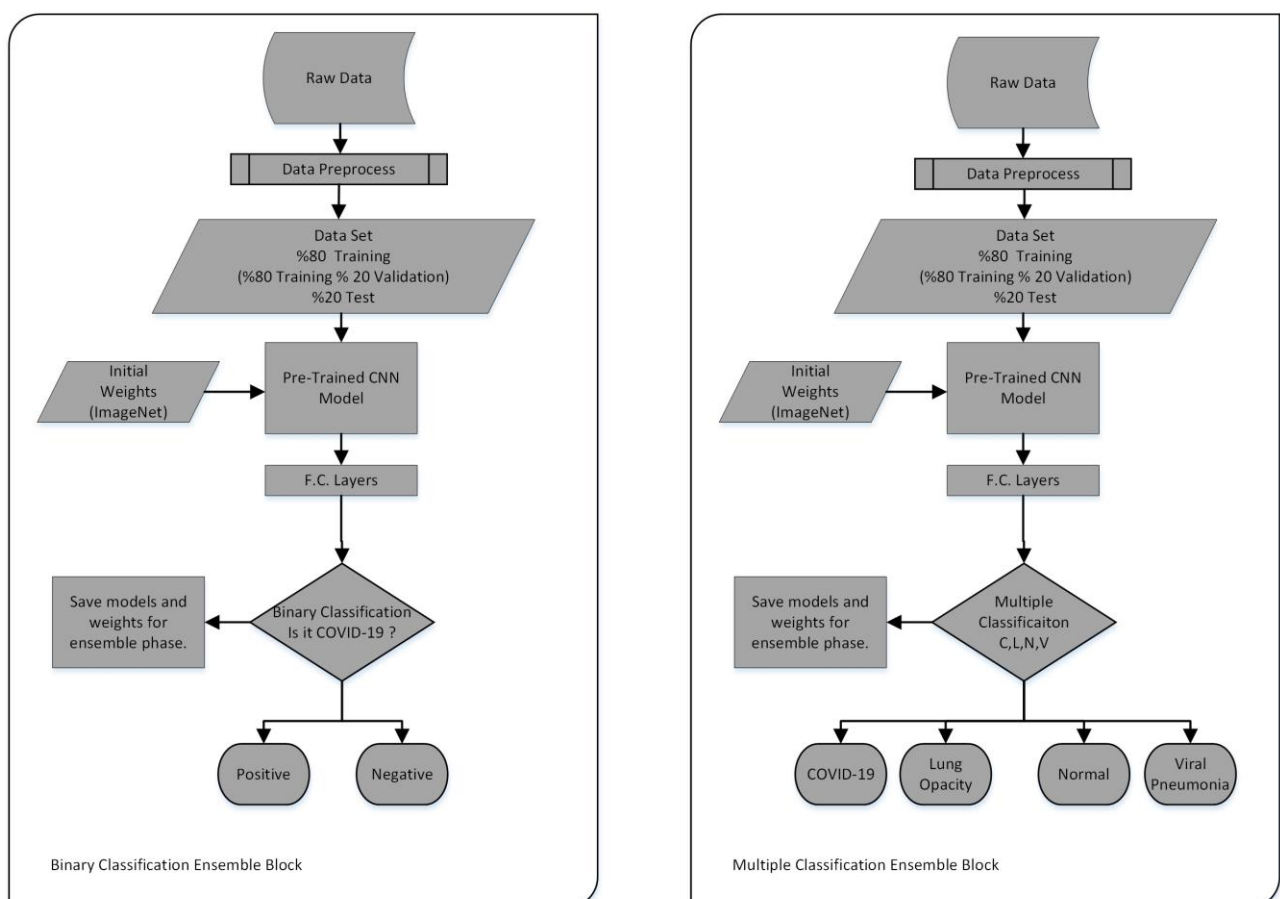 Raw Data
Data Preprocess
Data Set
%80 Training
(%80 Training % 20 Validation)
%20 Test
Initial
Weights
(ImageNet)
Pre-Trained CNN
Model
F.C. Layers
Save models and
weights for
ensemble phase.
Binary Classification
Is it COVID-19 ?
Positive
Negative
Binary Classification Ensemble Block
Raw Data
Data Preprocess
Data Set
%80 Training
(%80 Training % 20 Validation)
%20 Test
Initial
Weights
(ImageNet)
Pre-Trained CNN
Model
F.C. Layers
Save models and
weights for
ensemble phase.
Multiple
Classificaiton
C,L,N,V
COVID-19
Lung
Opacity
Normal
Viral
Pneumonia
Multiple Classification Ensemble Block